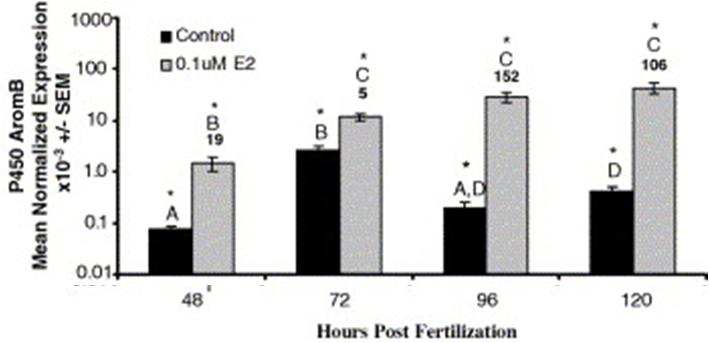 P450 AromB
Mean Normalized Expression
x10⁻³ +/- SEM
1000
100
10
1.0
0.1
0.01
Control
0.1uM E2
*
A
*
B
19
*
B
*
C
5
*
A,D
*
C
152
*
D
*
C
106
48
72
96
120
Hours Post Fertilization